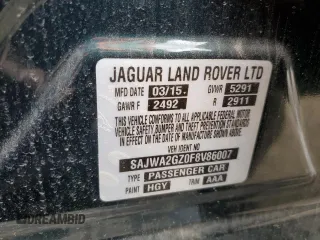 JAGUAR LAND ROVER LTD
MFD DATE 03/15 GVWR 5291
GAWR F 2492 R 2911
THIS VEHICLE CONFORMS TO ALL APPLICABLE FEDERAL MOTOR
VEHICLE SAFETY BUMPER AND THEFT PREVENTION STANDARDS
IN EFFECT ON THE DATE OF MANUFACTURE SHOWN ABOVE.
VEH IDENT NO
SAJWA2GZ0F8V86007
TYPE PASSENGER CAR
PAINT HGY TRIM AAA
IDREAMBID